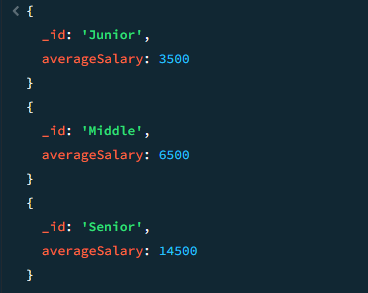 {
_id: 'Junior',
averageSalary: 3500
}
{
_id: 'Middle',
averageSalary: 6500
}
{
_id: 'Senior',
averageSalary: 14500
}